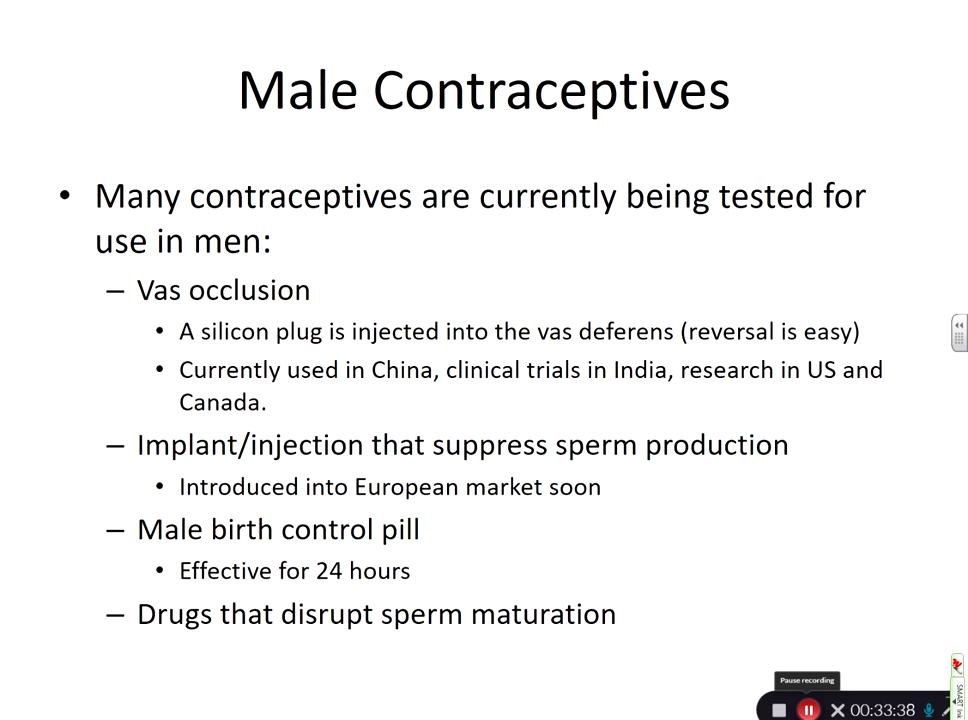 Male Contraceptives
• Many contraceptives are currently being tested for
use in men:
– Vas occlusion
• A silicon plug is injected into the vas deferens (reversal is easy)
• Currently used in China, clinical trials in India, research in US and
Canada.
– Implant/injection that suppress sperm production
• Introduced into European market soon
– Male birth control pill
• Effective for 24 hours
– Drugs that disrupt sperm maturation
Pause recording
00:33:38
SMART Ink